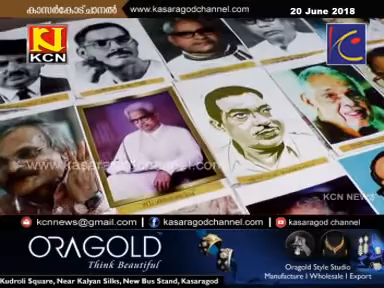 കാസർകോട് ചാനൽ
www.kasaragodchannel.com
20 June 2018
KCN
www.kasaragodchannel.com
KCN NEWS
kcnnews@gmail.com | kasaragodchannel.com | kasaragod channel
ORAGOLD
Think Beautiful
Oragold Style Studio
Manufacture I Wholesale I Export
Kudroli Square, Near Kalyan Silks, New Bus Stand, Kasaragod